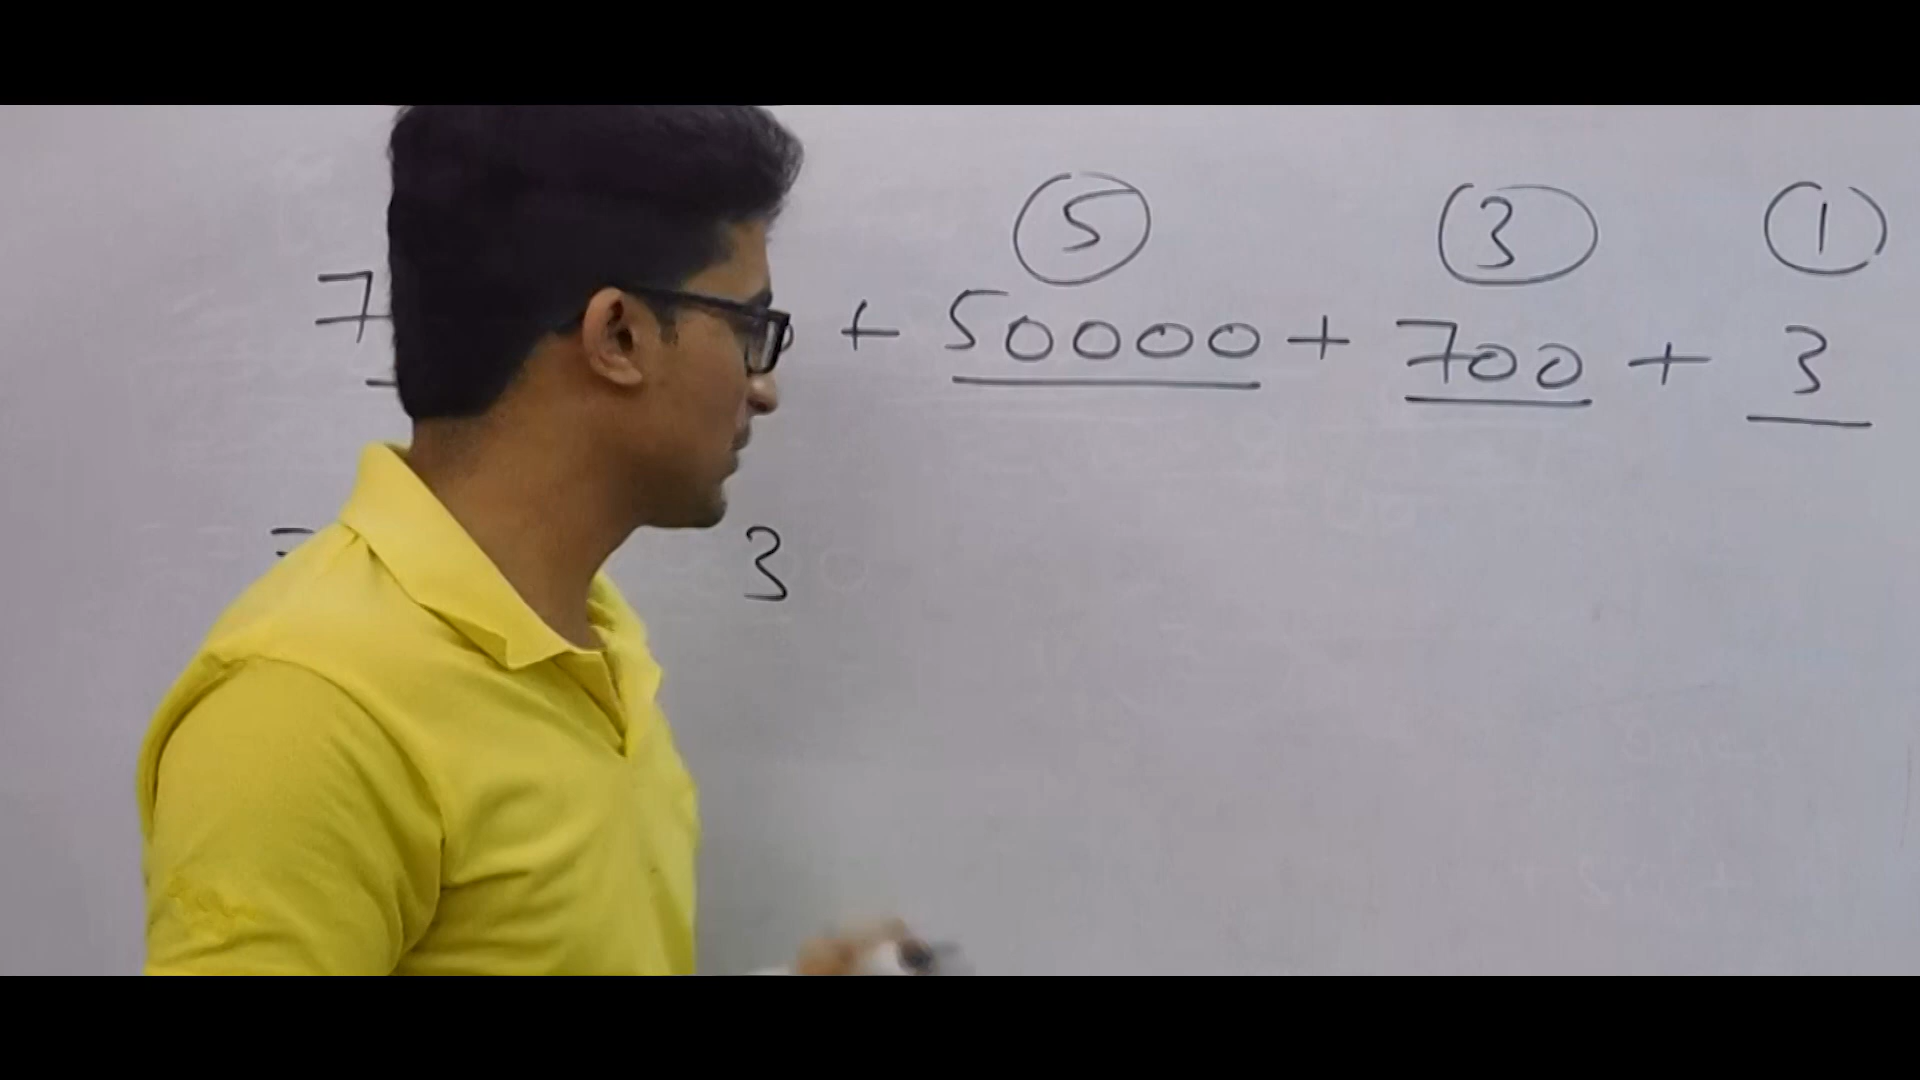 ⑤ ③ ①
7 + 50000 + 700 + 3
3